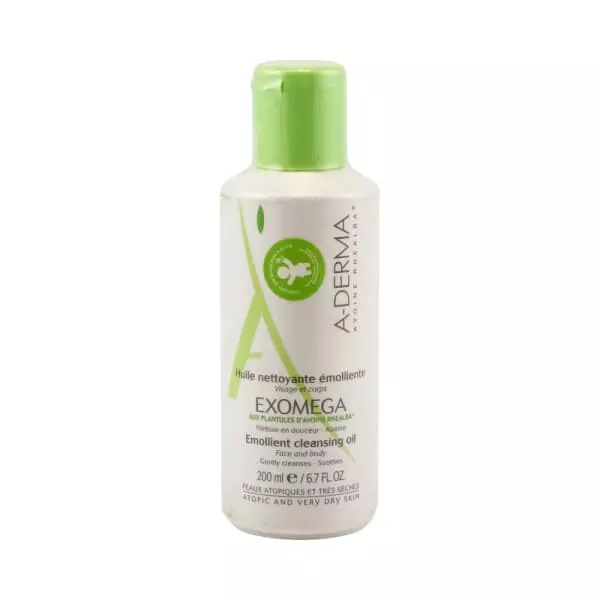 A-DERMA
AVOINE RHEALBA®
Huile nettoyante émolliente
Visage et corps
EXOMEGA
AUX PLANTULES D'AVOINE RHEALBA®
Nettoie en douceur - Apaise
Emollient cleansing oil
Face and body
Gently cleanses - Soothes
200 ml ℮ / 6.7 FL.OZ.
PEAUX ATOPIQUES ET TRÈS SÈCHES
ATOPIC AND VERY DRY SKIN